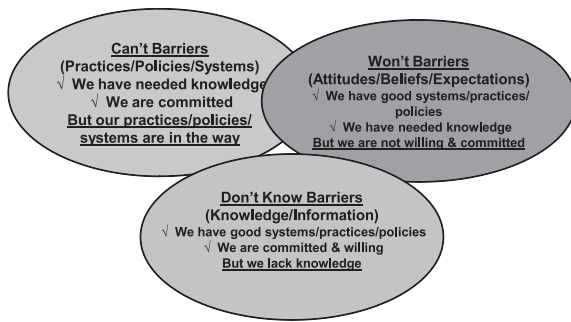 Can't Barriers
(Practices/Policies/Systems)
√ We have needed knowledge
√ We are committed
But our practices/policies/
systems are in the way
Won't Barriers
(Attitudes/Beliefs/Expectations)
√ We have good systems/practices/
policies
√ We have needed knowledge
But we are not willing & committed
Don't Know Barriers
(Knowledge/Information)
√ We have good systems/practices/policies
√ We are committed & willing
But we lack knowledge